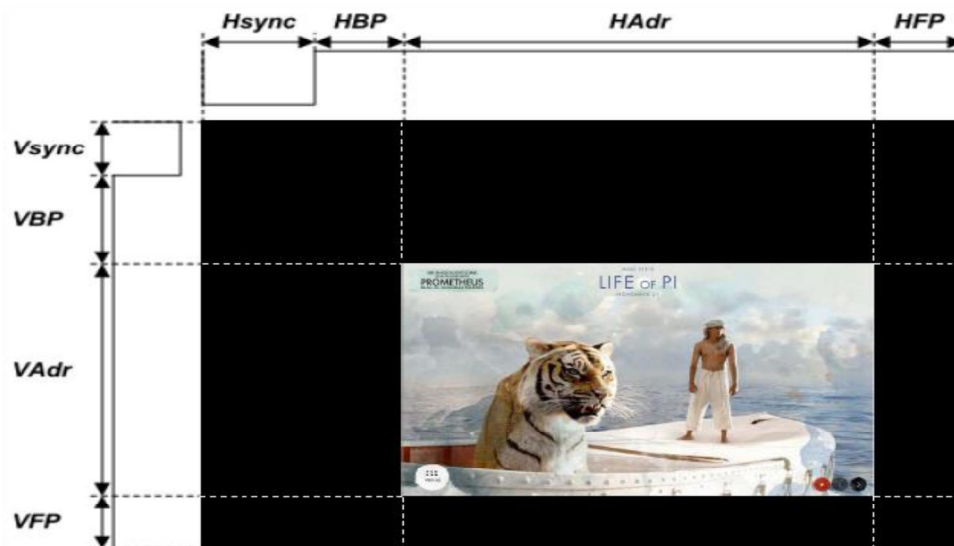 Hsync HBP HAdr HFP
Vsync
VBP
VAdr
VFP
PROMETHEUS
LIFE OF PI